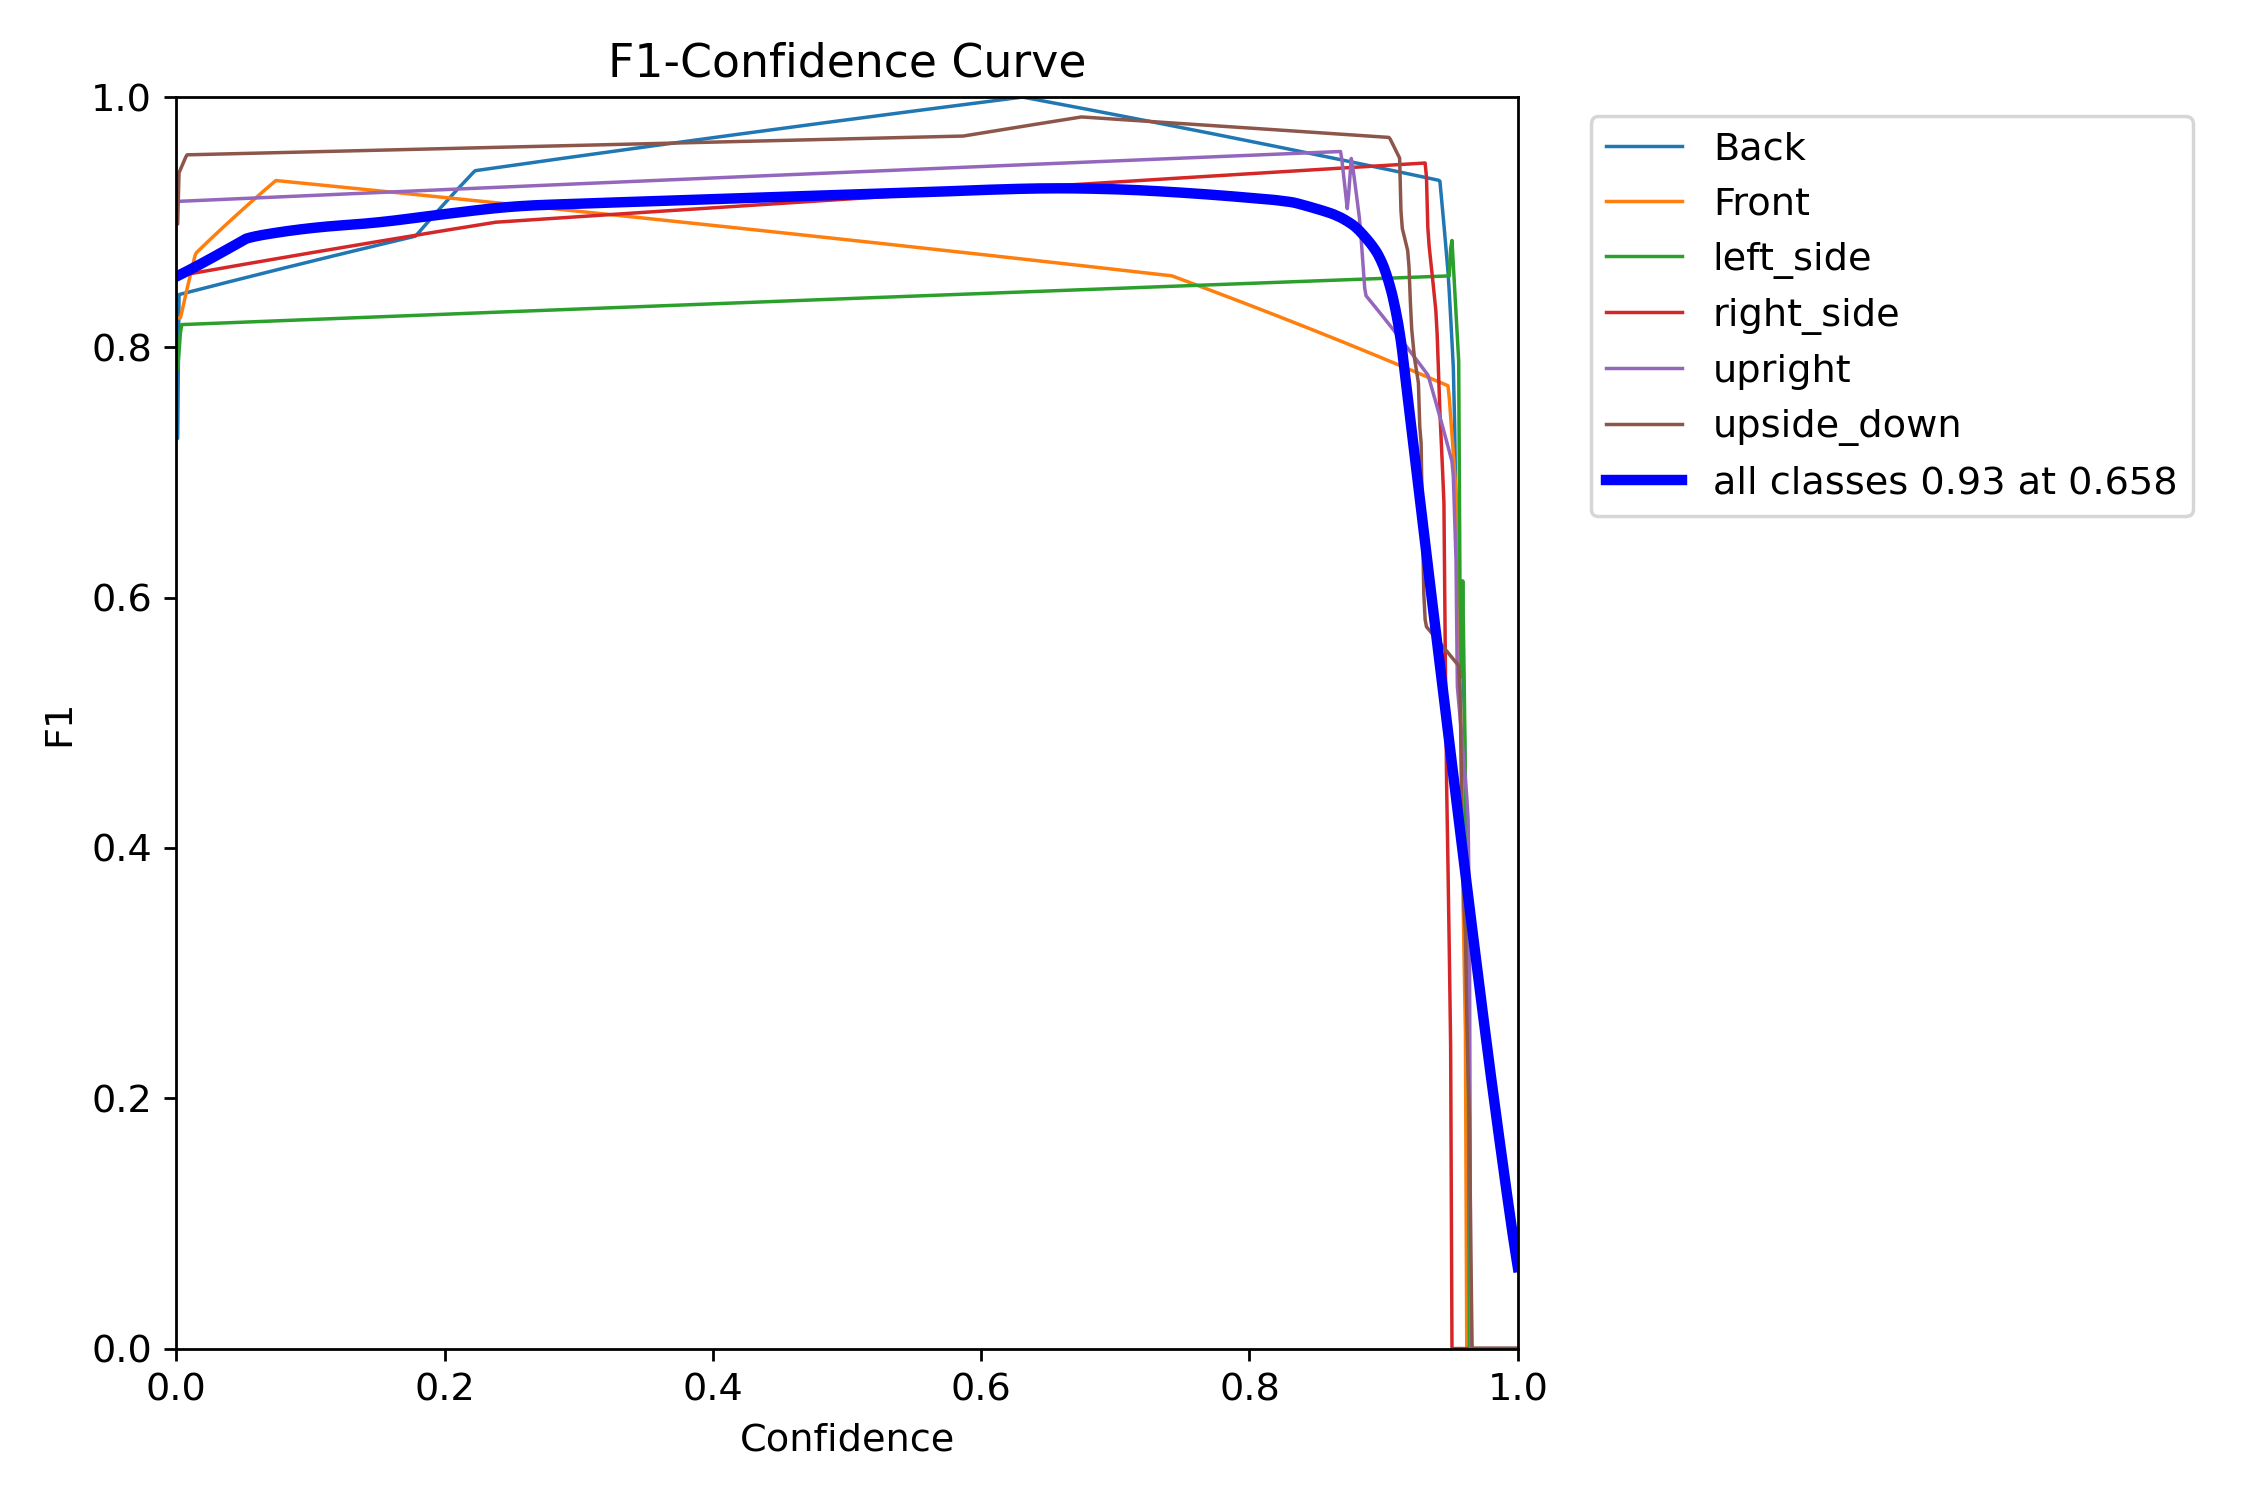 F1-Confidence Curve
1.0
0.8
0.6
0.4
0.2
0.0
F1
0.0 0.2 0.4 0.6 0.8 1.0
Confidence
Back
Front
left_side
right_side
upright
upside_down
all classes 0.93 at 0.658